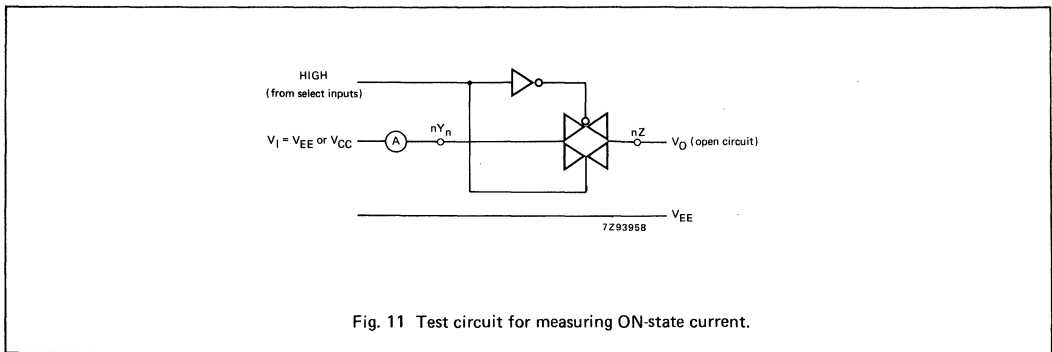 HIGH
(from select inputs)
V_I = V_EE or V_CC
A
nY_n
nZ
V_O (open circuit)
V_EE
7Z93958
Fig. 11 Test circuit for measuring ON-state current.